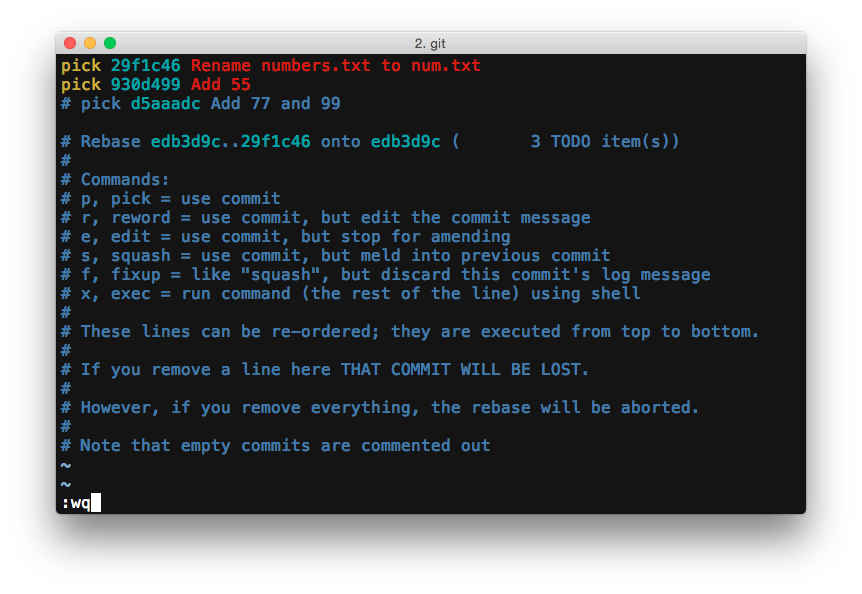 2. git
pick 29f1c46 Rename numbers.txt to num.txt
pick 930d499 Add 55
# pick d5aaadc Add 77 and 99
# Rebase edb3d9c..29f1c46 onto edb3d9c (       3 TODO item(s))
#
# Commands:
# p, pick = use commit
# r, reword = use commit, but edit the commit message
# e, edit = use commit, but stop for amending
# s, squash = use commit, but meld into previous commit
# f, fixup = like "squash", but discard this commit's log message
# x, exec = run command (the rest of the line) using shell
#
# These lines can be re-ordered; they are executed from top to bottom.
#
# If you remove a line here THAT COMMIT WILL BE LOST.
#
# However, if you remove everything, the rebase will be aborted.
#
# Note that empty commits are commented out
~
~
:wq